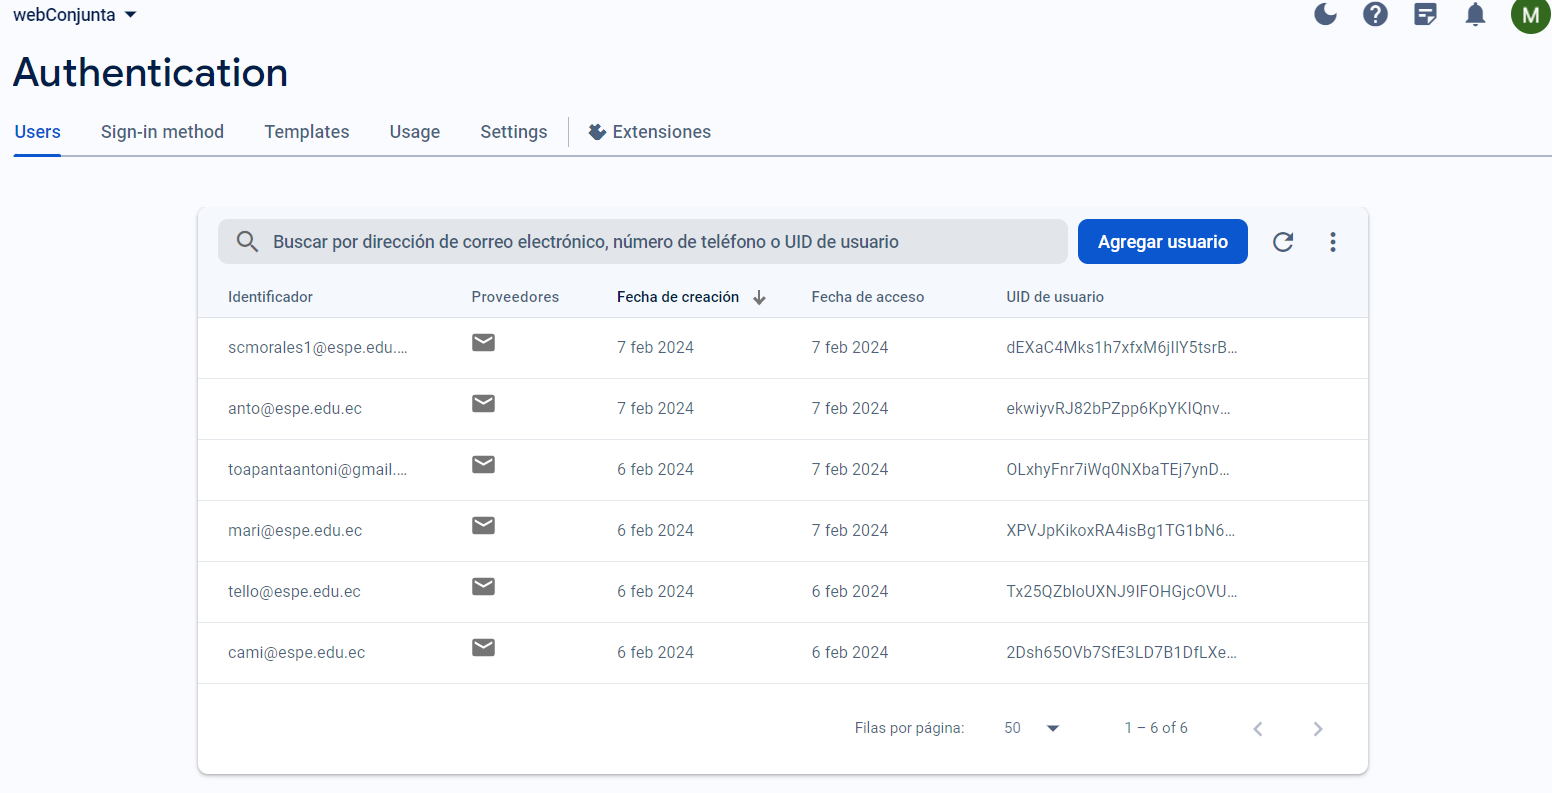 webConjunta
M
Authentication
Users Sign-in method Templates Usage Settings Extensiones
Buscar por dirección de correo electrónico, número de teléfono o UID de usuario Agregar usuario
Identificador Proveedores Fecha de creación Fecha de acceso UID de usuario
scmorales1@espe.edu.... 7 feb 2024 7 feb 2024 dEXaC4Mks1h7xfxM6jIlY5tsrB...
anto@espe.edu.ec 7 feb 2024 7 feb 2024 ekwiyvRJ82bPZpp6KpYKIQnv...
toapantaantoni@gmail.... 6 feb 2024 7 feb 2024 OLxhyFnr7iWq0NXbaTEj7ynD...
mari@espe.edu.ec 6 feb 2024 7 feb 2024 XPVJpKikoxRA4isBg1TG1bN6...
tello@espe.edu.ec 6 feb 2024 6 feb 2024 Tx25QZbloUXNJ9IFOHGjcOVU...
cami@espe.edu.ec 6 feb 2024 6 feb 2024 2Dsh65OVb7SfE3LD7B1DfLXe...
Filas por página: 50 1 – 6 of 6